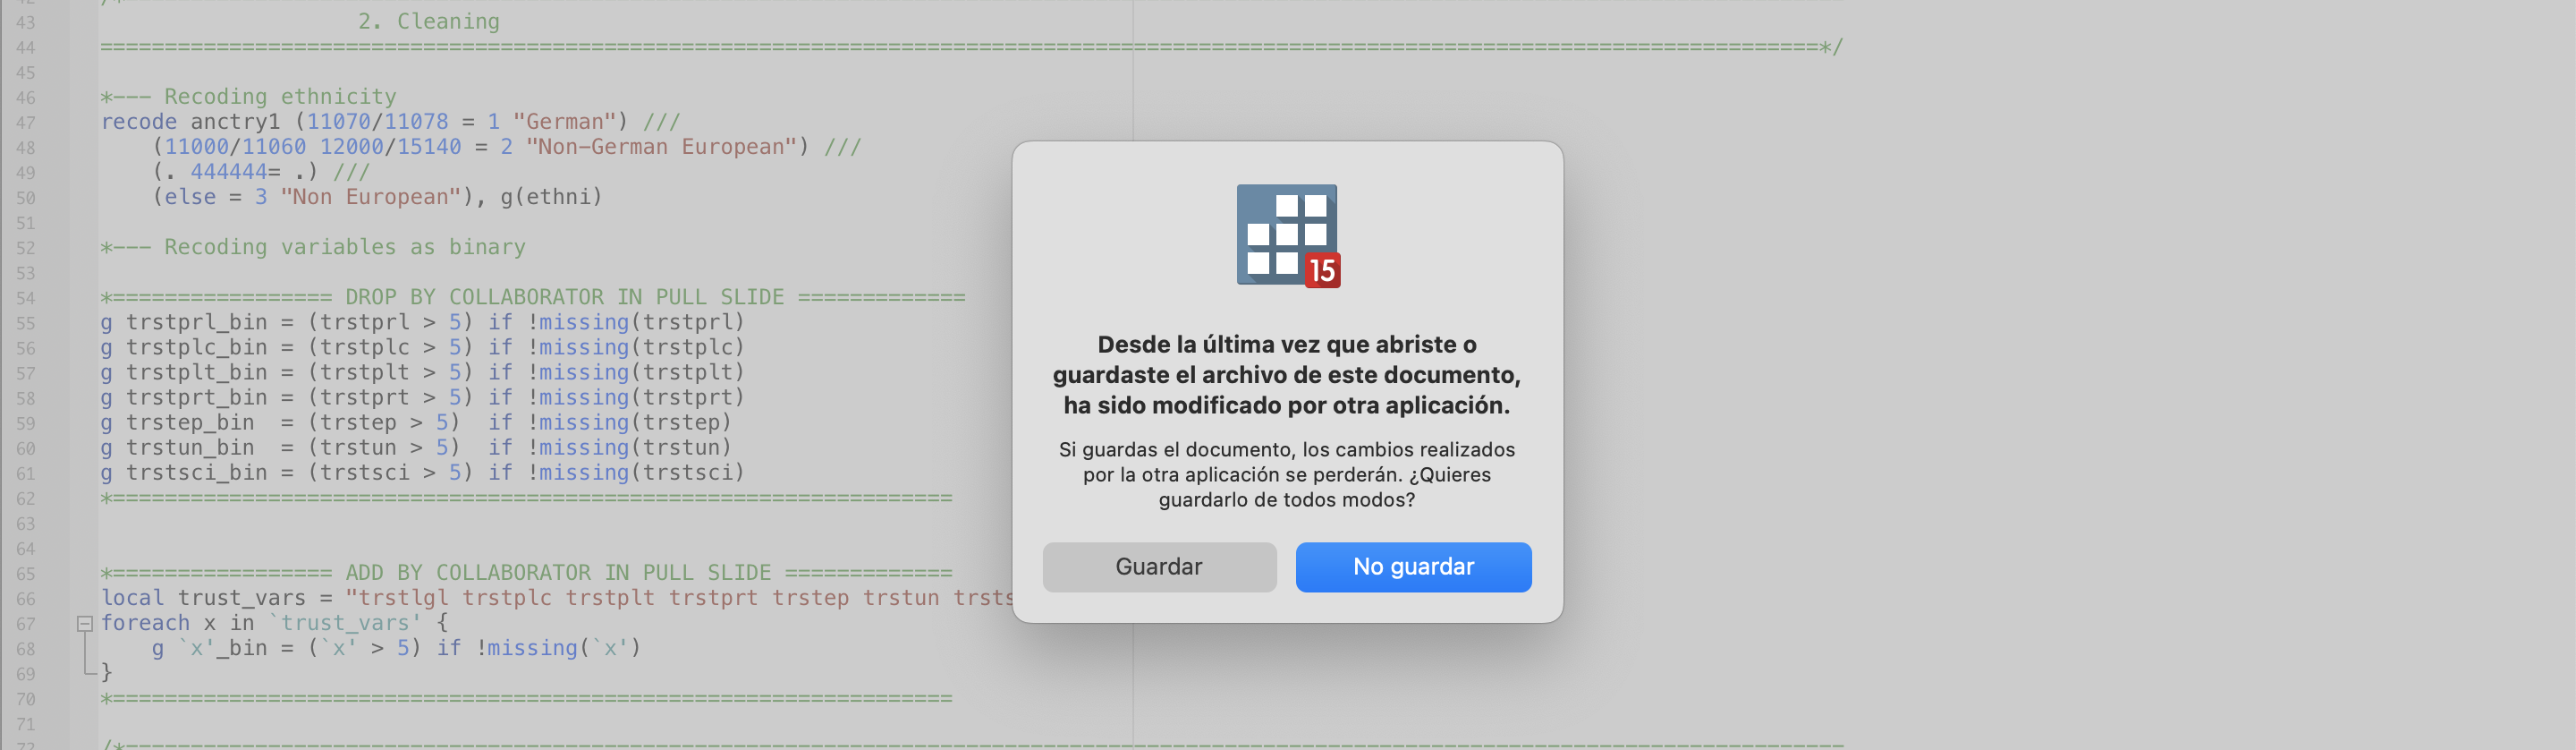 43 2. Cleaning
44 =====================================================================================================================================*/
45
46 *--- Recoding ethnicity
47 recode anctry1 (11070/11078 = 1 "German") ///
48 (11000/11060 12000/15140 = 2 "Non-German European") ///
49 (. 444444= .) ///
50 (else = 3 "Non European"), g(ethni)
51
52 *--- Recoding variables as binary
53
54 *================= DROP BY COLLABORATOR IN PULL SLIDE =============
55 g trstprl_bin = (trstprl > 5) if !missing(trstprl)
56 g trstplc_bin = (trstplc > 5) if !missing(trstplc)
57 g trstplt_bin = (trstplt > 5) if !missing(trstplt)
58 g trstprt_bin = (trstprt > 5) if !missing(trstprt)
59 g trstep_bin  = (trstep > 5)  if !missing(trstep)
60 g trstun_bin  = (trstun > 5)  if !missing(trstun)
61 g trstsci_bin = (trstsci > 5) if !missing(trstsci)
62 *=================================================================
63
64
65 *================= ADD BY COLLABORATOR IN PULL SLIDE =============
66 local trust_vars = "trstlgl trstplc trstplt trstprt trstep trstun
67 foreach x in `trust_vars' {
68 g `x'_bin = (`x' > 5) if !missing(`x')
69 }
70 *=================================================================
71
15
Desde la última vez que abriste o
guardaste el archivo de este documento,
ha sido modificado por otra aplicación.
Si guardas el documento, los cambios realizados
por la otra aplicación se perderán. ¿Quieres
guardarlo de todos modos?
Guardar
No guardar